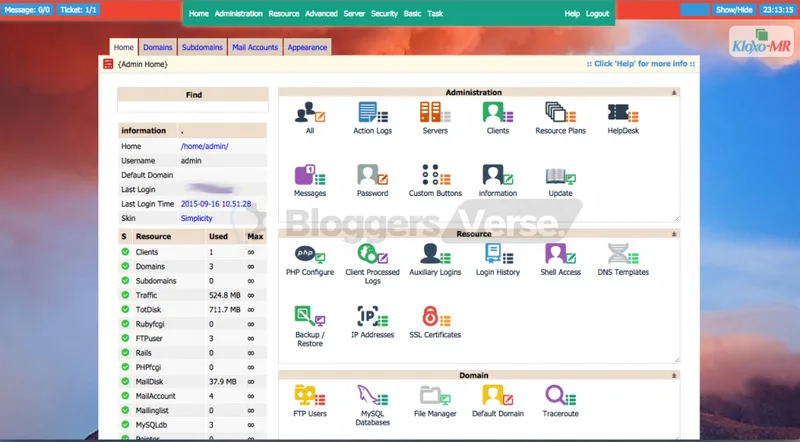 Message: 0/0 Ticket: 1/1
Home Administration Resource Advanced Server Security Basic Task Help Logout
Show/Hide 23:13:15
Kloxo-MR
Home Domains Subdomains Mail Accounts Appearance
{Admin Home} :: Click 'Help' for more info ::
Find
information .
Home /home/admin/
Username admin
Default Domain
Last Login
Last Login Time 2015-09-16 10.51.28
Skin Simplicity
S Resource Used Max
Clients 1 ∞
Domains 3 ∞
Subdomains 0 ∞
Traffic 524.8 MB ∞
TotDisk 711.7 MB ∞
Rubyfcgi 0 ∞
FTPuser 3 ∞
Rails 0 ∞
PHPfcgi 0 ∞
MailDisk 37.9 MB ∞
MailAccount 4 ∞
Mailinglist 0 ∞
MySQLdb 3 ∞
Pointer 0 ∞
Administration
All Action Logs Servers Clients Resource Plans HelpDesk
1
Messages Password Custom Buttons information Update
Bloggers Verse.
Resource
php
PHP Configure Client Processed Logs Auxiliary Logins Login History Shell Access DNS Templates
IP
Backup / Restore IP Addresses SSL Certificates
Domain
FTP Users MySQL Databases File Manager Default Domain Traceroute